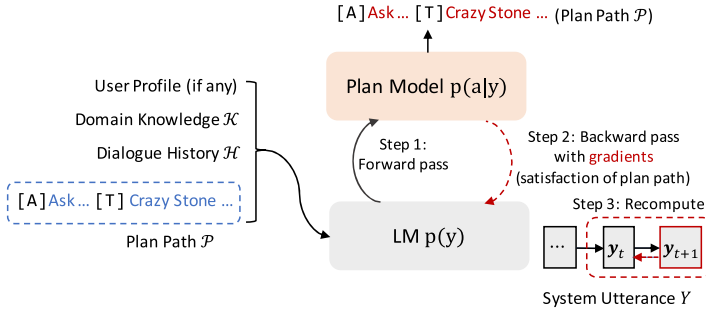 [A]Ask … [T]Crazy Stone … (Plan Path 𝒫)
Plan Model p(a|y)
User Profile (if any)
Domain Knowledge 𝒦
Dialogue History ℋ
[A]Ask … [T] Crazy Stone …
Plan Path 𝒫
Step 1:
Forward pass
Step 2: Backward pass
with gradients
(satisfaction of plan path)
LM p(y)
Step 3: Recompute
…
𝒚ₜ
𝒚ₜ₊₁
System Utterance 𝑌